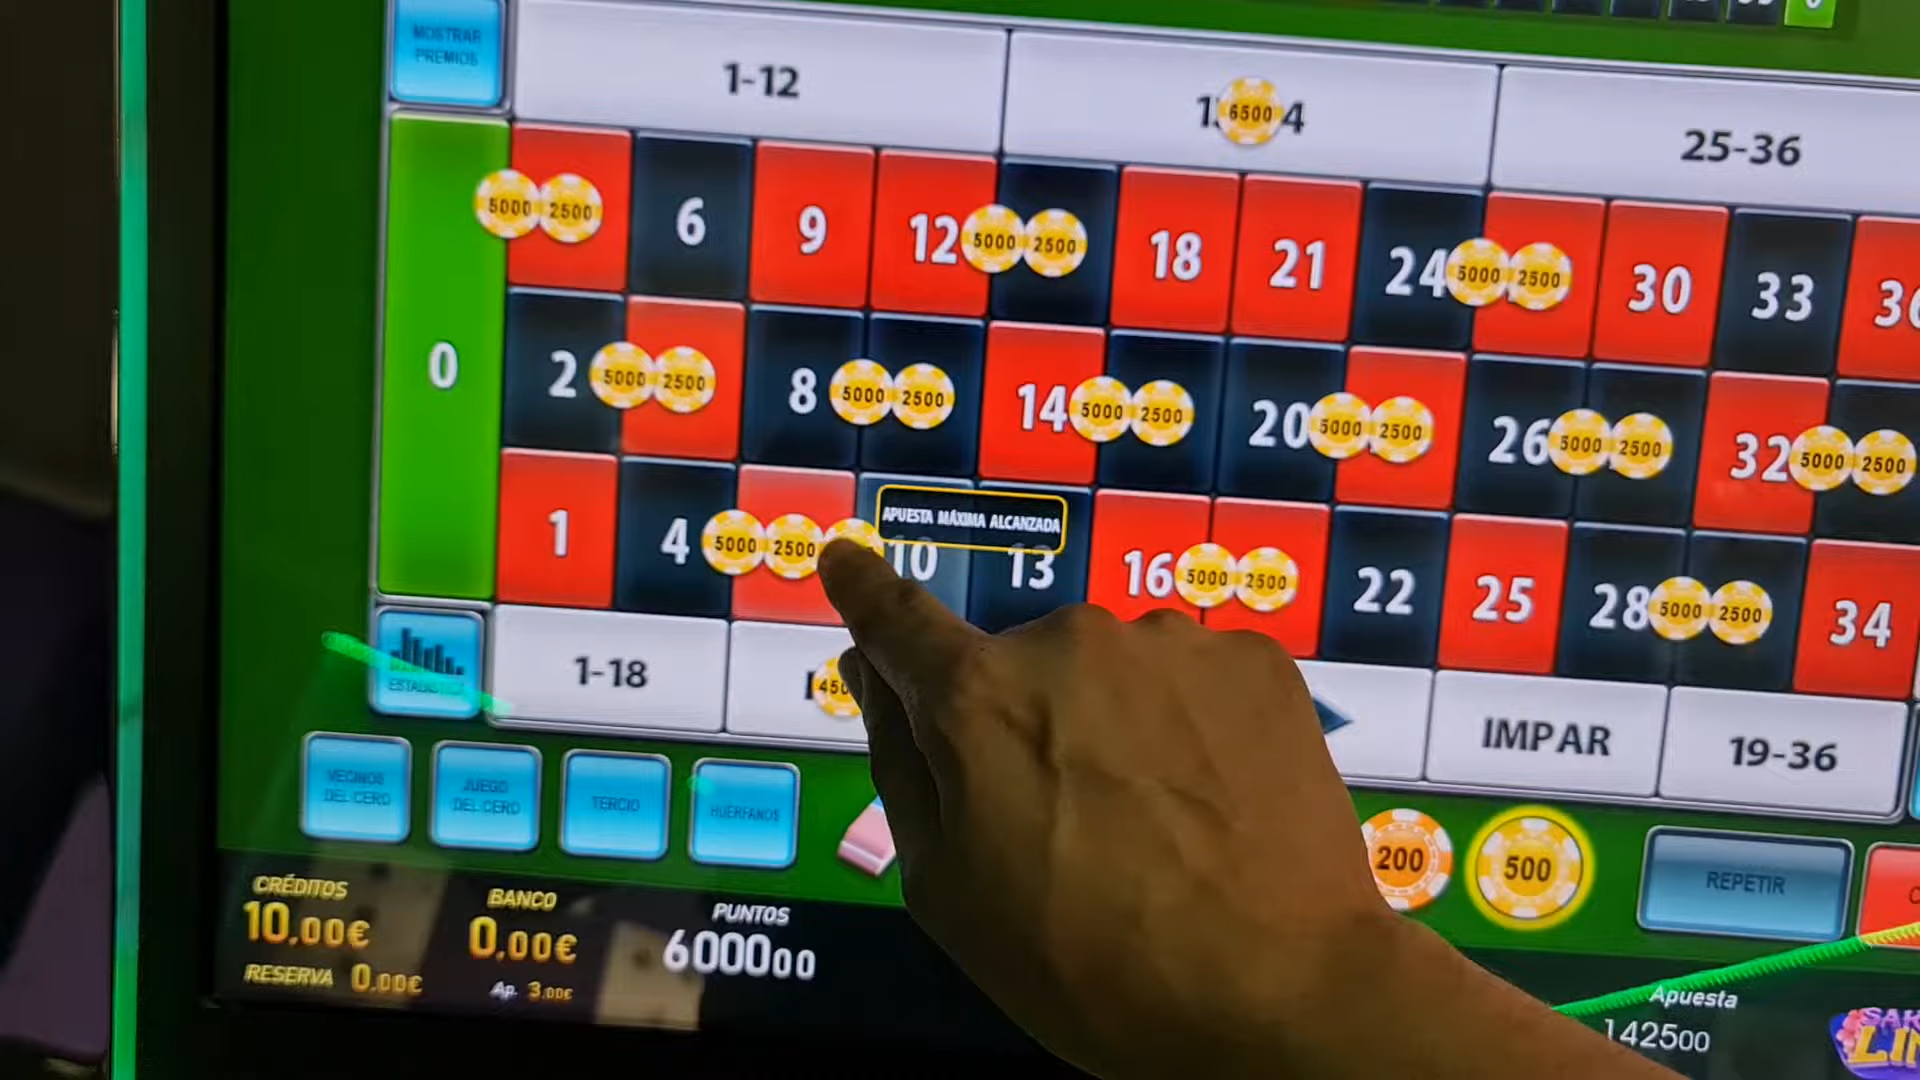 MOSTRAR
PREMIOS
1-12
6500
25-36
0
5000 2500
6
9
12
5000 2500
18
21
24
5000 2500
30
33
2
5000 2500
8
5000 2500
14
5000 2500
20
5000 2500
26
5000 2500
32
5000 2500
APUESTA MÁXIMA ALCANZADA
1
4
5000 2500
10
13
16
5000 2500
22
25
28
5000 2500
34
1-18
IMPAR
19-36
VECINOS
DEL CERO
JUEGO
DEL CERO
TERCIO
HUÉRFANOS
200
500
REPETIR
CRÉDITOS
10.00€
BANCO
0.00€
PUNTOS
600000
RESERVA 0.00€
Ap. 3.00€
Apuesta
142500